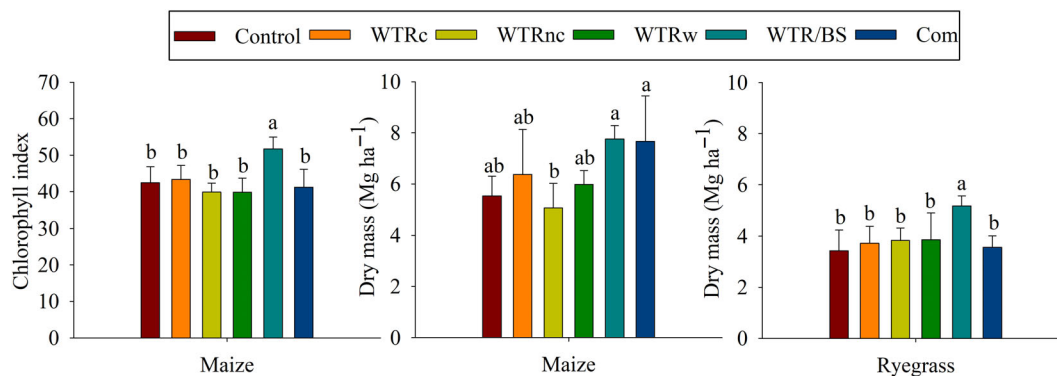 Control WTRc WTRnc WTRw WTR/BS Com
Chlorophyll index
70
60
50
40
30
20
10
0
b b b b a b
Maize
Dry mass (Mg ha⁻¹)
10
8
6
4
2
0
ab ab b ab a a
Maize
Dry mass (Mg ha⁻¹)
10
8
6
4
2
0
b b b b a b
Ryegrass